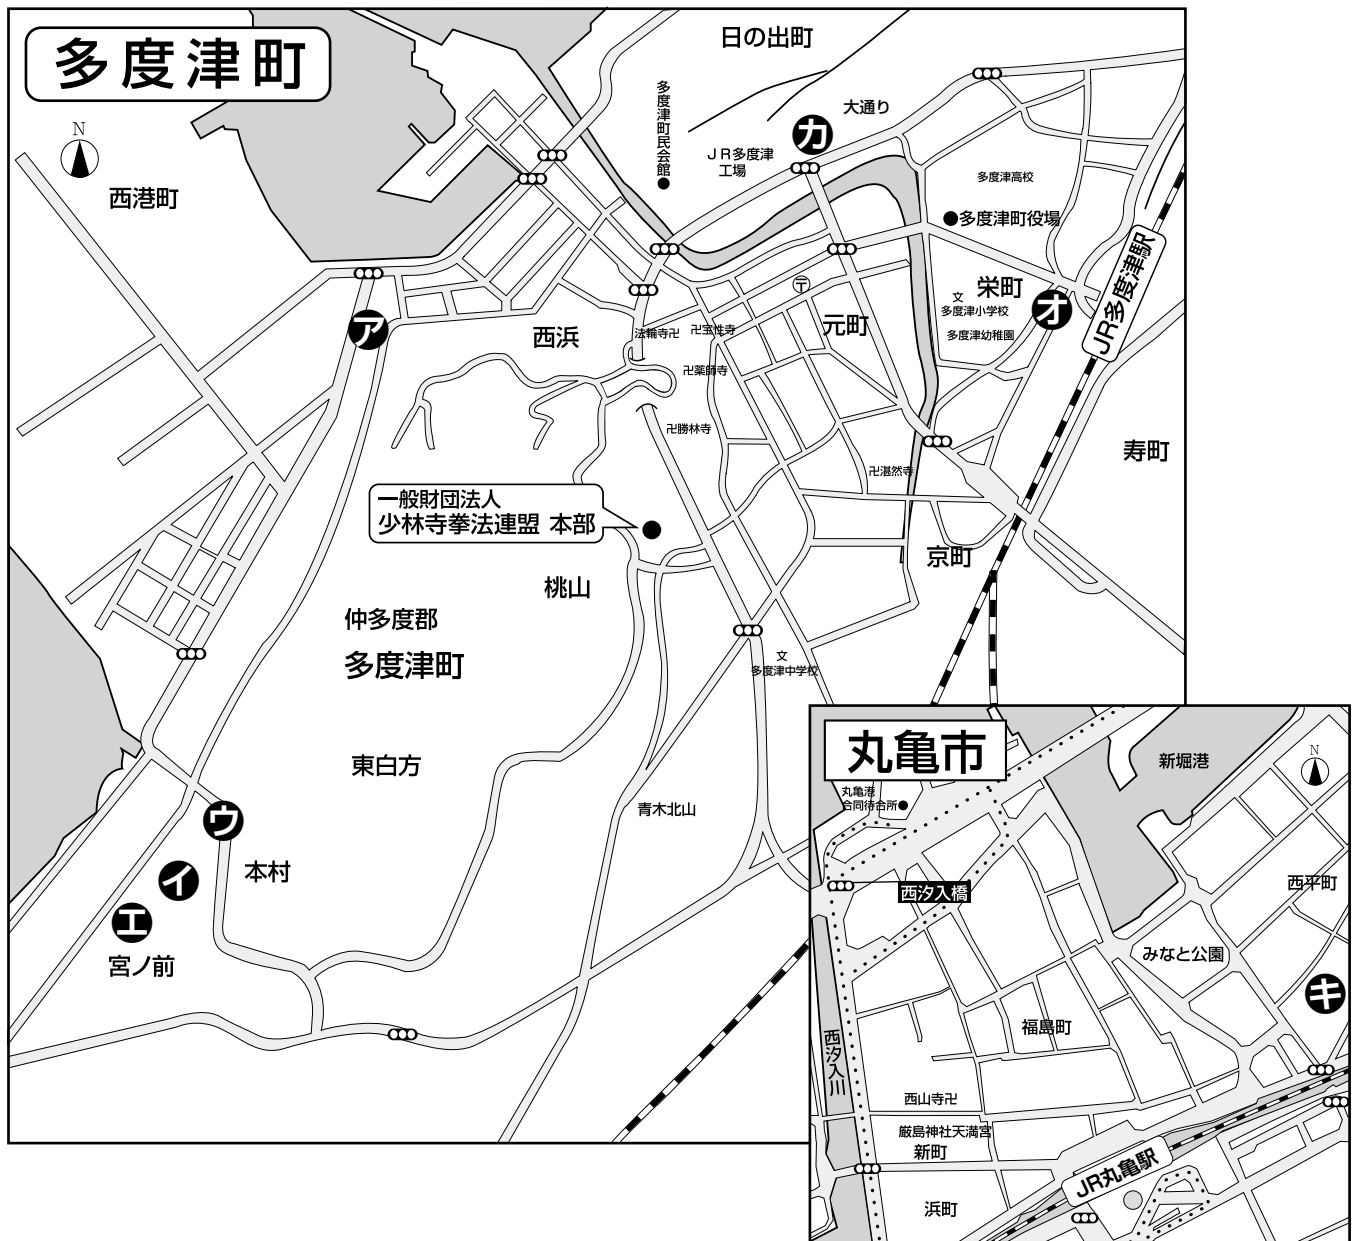 多度津町
N
西港町
日の出町
多度津町民会館
JR多度津
工場
大通り
カ
多度津高校
多度津町役場
JR多度津駅
栄町
文
多度津小学校
多度津幼稚園
オ
〒
元町
ア
西浜
法輪寺卍
卍宝性寺
卍薬師寺
卍勝林寺
卍湛然寺
寿町
一般財団法人
少林寺拳法連盟 本部
京町
桃山
仲多度郡
多度津町
文
多度津中学校
東白方
青木北山
ウ
本村
イ
エ
宮ノ前
丸亀市
丸亀港
合同待合所
新堀港
N
西汐入橋
西平町
みなと公園
キ
福島町
西汐入川
西山寺卍
厳島神社天満宮
新町
JR丸亀駅
浜町